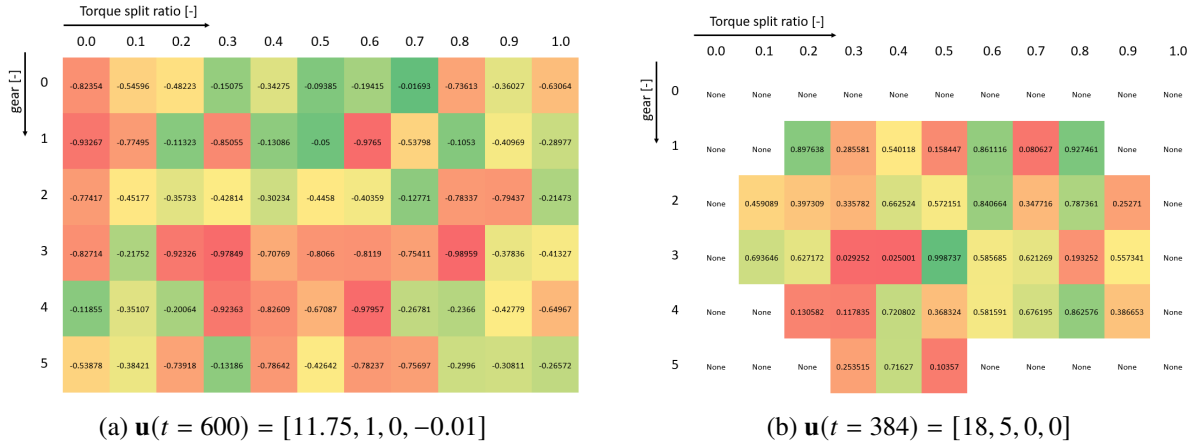 Torque split ratio [-]
0.0 0.1 0.2 0.3 0.4 0.5 0.6 0.7 0.8 0.9 1.0
gear [-]
0 -0.82354 -0.54596 -0.48223 -0.15075 -0.34275 -0.09385 -0.19415 -0.01693 -0.73613 -0.36027 -0.63064
1 -0.93267 -0.77495 -0.11323 -0.85055 -0.13086 -0.05 -0.9765 -0.53798 -0.1053 -0.40969 -0.28977
2 -0.77417 -0.45177 -0.35733 -0.42814 -0.30234 -0.4458 -0.40359 -0.12771 -0.78337 -0.79437 -0.21473
3 -0.82714 -0.21752 -0.92326 -0.97849 -0.70769 -0.8066 -0.8119 -0.75411 -0.98959 -0.37836 -0.41327
4 -0.11855 -0.35107 -0.20064 -0.92363 -0.82609 -0.67087 -0.97957 -0.26781 -0.2366 -0.42779 -0.64967
5 -0.53878 -0.38421 -0.73918 -0.13186 -0.78642 -0.42642 -0.78237 -0.75697 -0.2996 -0.30811 -0.26572
(a) u(t = 600) = [11.75, 1, 0, −0.01]
Torque split ratio [-]
0.0 0.1 0.2 0.3 0.4 0.5 0.6 0.7 0.8 0.9 1.0
gear [-]
0 None None None None None None None None None None None
1 None None 0.897638 0.285581 0.540118 0.158447 0.861116 0.080627 0.927461 None None
2 None 0.459089 0.397309 0.335782 0.662524 0.572151 0.840664 0.347716 0.787361 0.25271 None
3 None 0.693646 0.627172 0.029252 0.025001 0.998737 0.585685 0.621269 0.193252 0.557341 None
4 None None 0.130582 0.117835 0.720802 0.368324 0.581591 0.676195 0.862576 0.386653 None
5 None None None 0.253515 0.71627 0.10357 None None None None None
(b) u(t = 384) = [18, 5, 0, 0]